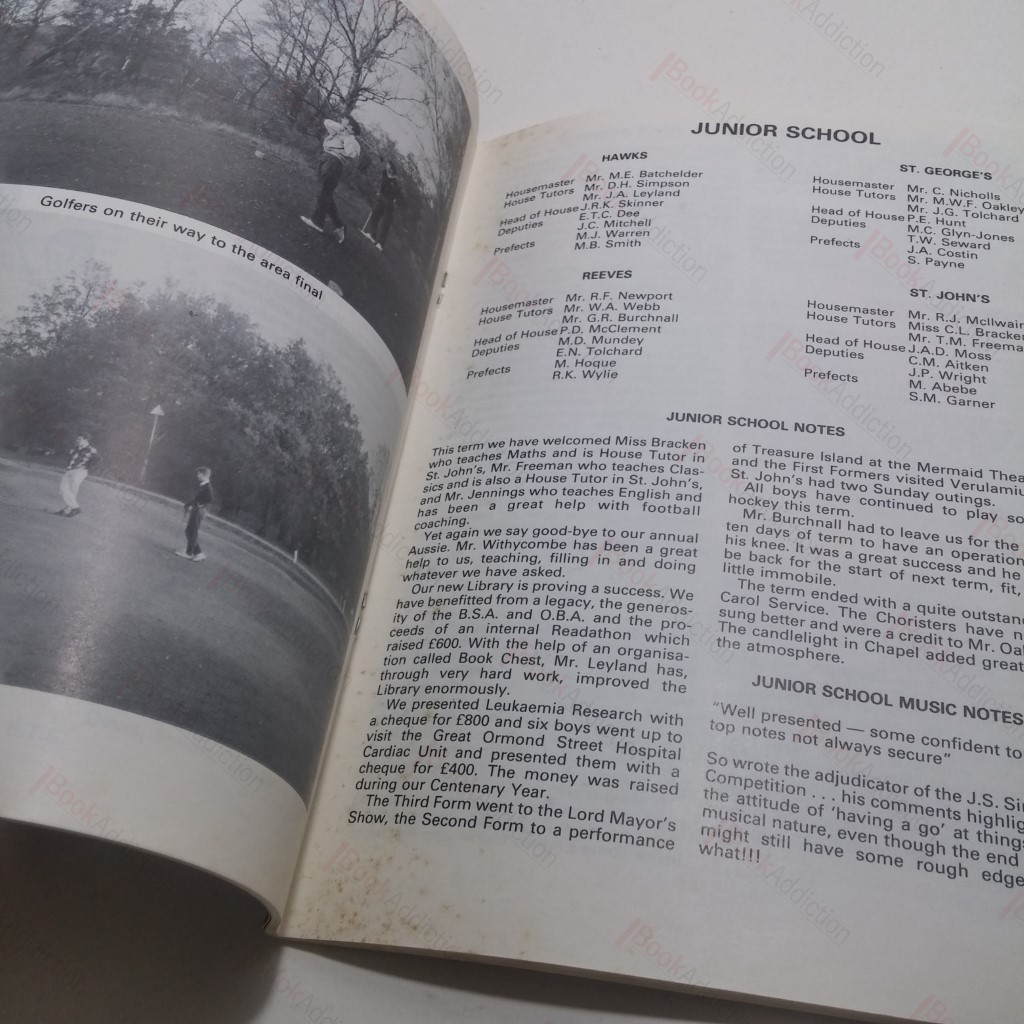 Golfers on their way to the area final
JUNIOR SCHOOL
HAWKS
Housemaster Mr. M.E. Batchelder
House Tutors Mr. D.H. Simpson
Mr. J.A. Leyland
Head of House J.R.K. Skinner
Deputies E.T.C. Dee
J.C. Mitchell
Prefects M.J. Warren
M.B. Smith
REEVES
Housemaster Mr. R.F. Newport
House Tutors Mr. W.A. Webb
Mr. G.R. Burchnall
Head of House P.D. McClement
Deputies M.D. Mundey
E.N. Tolchard
Prefects M. Hoque
R.K. Wylie
ST. GEORGE'S
Housemaster Mr. C. Nicholls
House Tutors Mr. M.W.F. Oakley
Mr. J.G. Tolchard
Head of House P.E. Hunt
Deputies M.C. Glyn-Jones
T.W. Seward
Prefects J.A. Costin
S. Payne
ST. JOHN'S
Housemaster Mr. R.J. McIlwain
House Tutors Miss C.L. Bracken
Mr. T.M. Freema
Head of House J.A.D. Moss
Deputies C.M. Aitken
J.P. Wright
Prefects M. Abebe
S.M. Garner
JUNIOR SCHOOL NOTES
This term we have welcomed Miss Bracken
who teaches Maths and is House Tutor in
St. John's, Mr. Freeman who teaches Clas-
sics and is also a House Tutor in St. John's,
and Mr. Jennings who teaches English and
has been a great help with football
coaching.
Yet again we say good-bye to our annual
Aussie. Mr. Withycombe has been a great
help to us, teaching, filling in and doing
whatever we have asked.
Our new Library is proving a success. We
have benefitted from a legacy, the generos-
ity of the B.S.A. and O.B.A. and the pro-
ceeds of an internal Readathon which
raised £600. With the help of an organisa-
tion called Book Chest, Mr. Leyland has,
through very hard work, improved the
Library enormously.
We presented Leukaemia Research with
a cheque for £800 and six boys went up to
visit the Great Ormond Street Hospital
Cardiac Unit and presented them with a
cheque for £400. The money was raised
during our Centenary Year.
The Third Form went to the Lord Mayor's
Show, the Second Form to a performance
of Treasure Island at the Mermaid Thea
and the First Formers visited Verulamiu
St. John's had two Sunday outings.
All boys have continued to play so
hockey this term.
Mr. Burchnall had to leave us for the
ten days of term to have an operation
his knee. It was a great success and he
be back for the start of next term, fit,
little immobile.
The term ended with a quite outstan
Carol Service. The Choristers have n
sung better and were a credit to Mr. Oa
The candlelight in Chapel added great
the atmosphere.
JUNIOR SCHOOL MUSIC NOTES
"Well presented — some confident to
top notes not always secure"
So wrote the adjudicator of the J.S. Si
Competition . . . his comments highlig
the attitude of 'having a go' at things
musical nature, even though the end
might still have some rough edge
what!!!